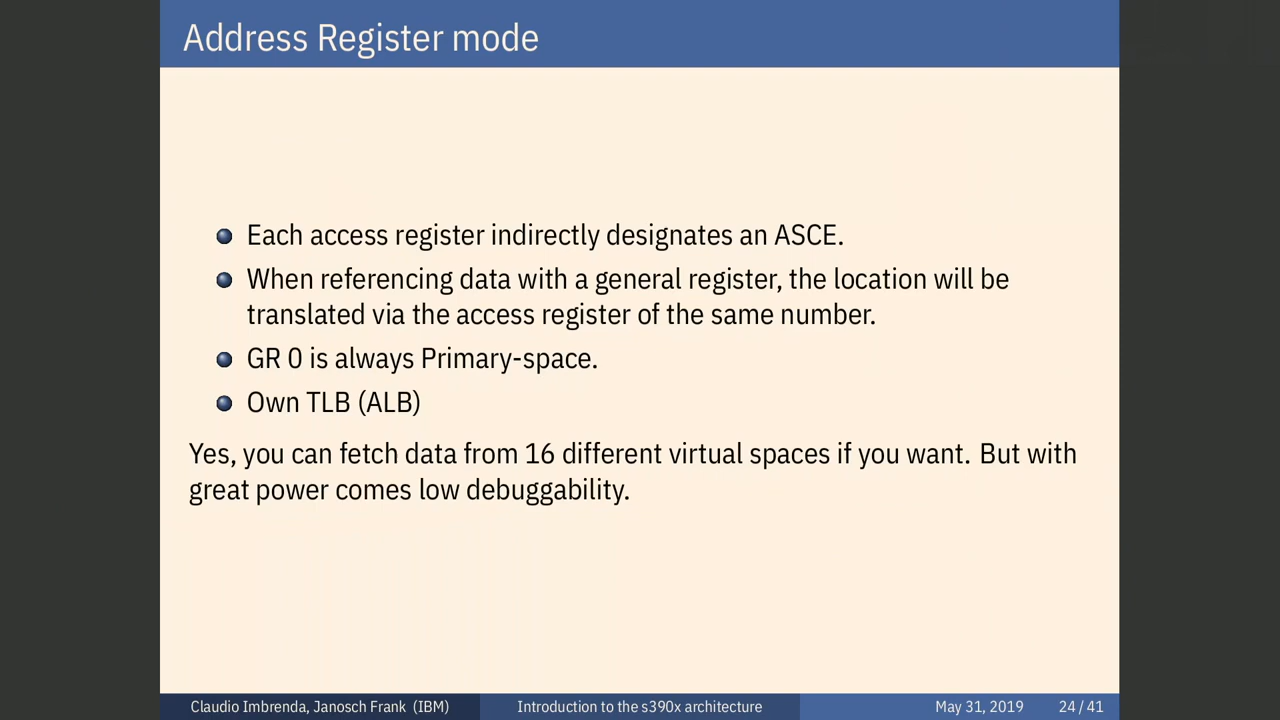 Address Register mode
Each access register indirectly designates an ASCE.
When referencing data with a general register, the location will be
translated via the access register of the same number.
GR 0 is always Primary-space.
Own TLB (ALB)
Yes, you can fetch data from 16 different virtual spaces if you want. But with
great power comes low debuggability.
Claudio Imbrenda, Janosch Frank (IBM) Introduction to the s390x architecture May 31, 2019 24 / 41